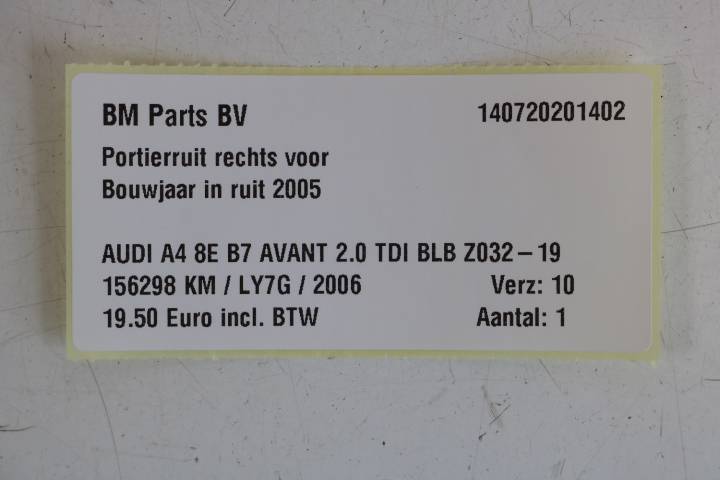 BM Parts BV 140720201402
Portierruit rechts voor
Bouwjaar in ruit 2005
AUDI A4 8E B7 AVANT 2.0 TDI BLB Z032 – 19
156298 KM / LY7G / 2006 Verz: 10
19.50 Euro incl. BTW Aantal: 1